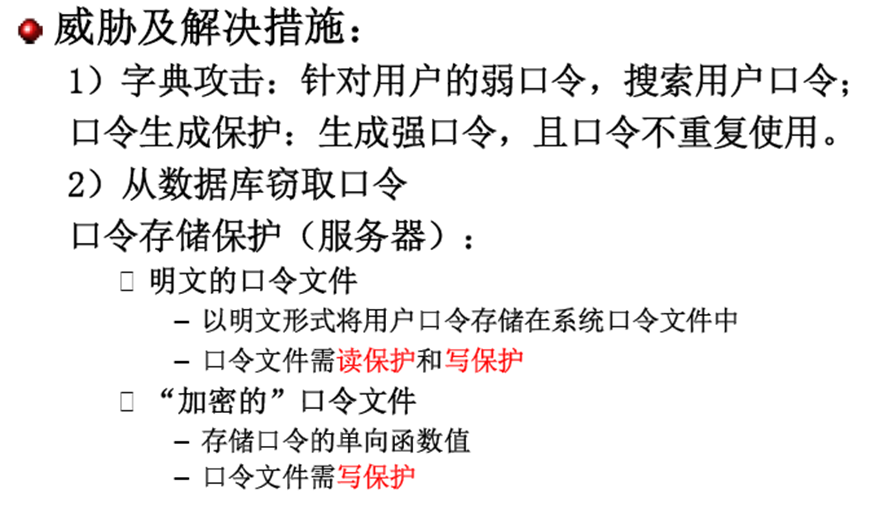 威胁及解决措施：
1）字典攻击：针对用户的弱口令，搜索用户口令；
口令生成保护：生成强口令，且口令不重复使用。
2）从数据库窃取口令
口令存储保护（服务器）：
明文的口令文件
– 以明文形式将用户口令存储在系统口令文件中
– 口令文件需读保护和写保护
“加密的”口令文件
– 存储口令的单向函数值
– 口令文件需写保护